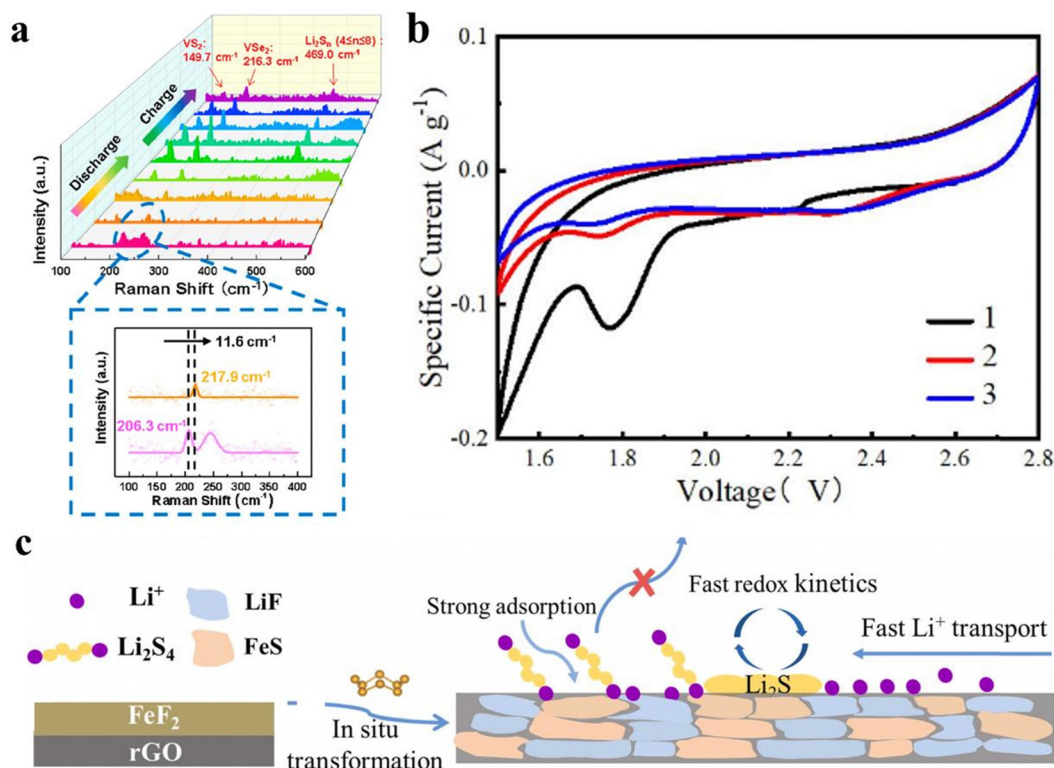 a
VS₂:
149.7 cm⁻¹
VSe₂:
216.3 cm⁻¹
Li₂Sₙ (4≤n≤8) :
469.0 cm⁻¹
Charge
Discharge
Intensity (a.u.)
100 200 300 400 500 600
Raman Shift (cm⁻¹)
11.6 cm⁻¹
217.9 cm⁻¹
206.3 cm⁻¹
Intensity (a.u.)
100 150 200 250 300 350 400
Raman Shift (cm⁻¹)
b
Specific Current (A g⁻¹)
0.1
0.0
-0.1
-0.2
1
2
3
1.6 1.8 2.0 2.2 2.4 2.6 2.8
Voltage( V)
c
Li⁺ LiF
Li₂S₄ FeS
FeF₂
rGO
In situ
transformation
Strong adsorption
Fast redox kinetics
Fast Li⁺ transport
Li₂S